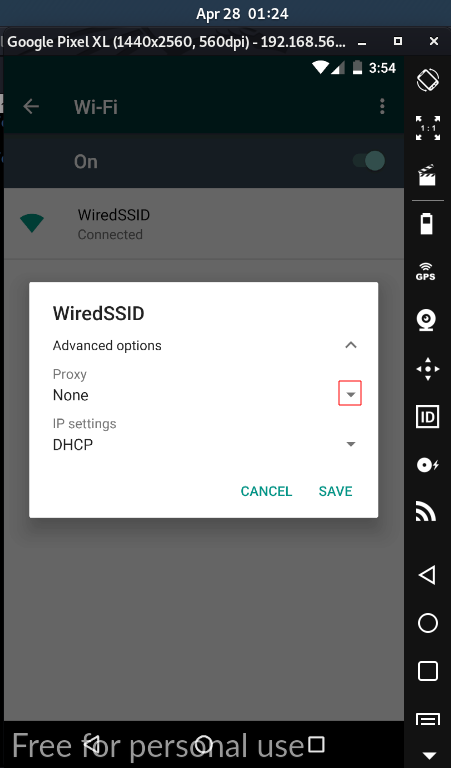 Apr 28 01:24
Google Pixel XL (1440x2560, 560dpi) - 192.168.56...
3:54
Wi-Fi
On
WiredSSID
Connected
WiredSSID
Advanced options
Proxy
None
IP settings
DHCP
CANCEL SAVE
1:1
GPS
ID
Free for personal use